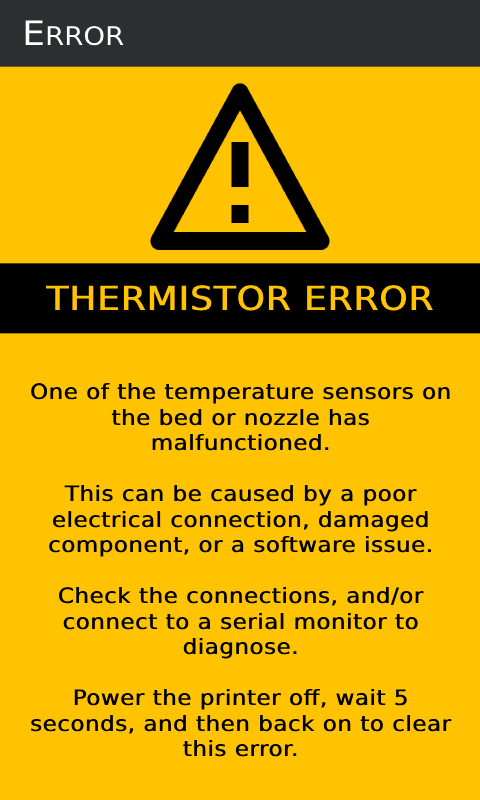 Error
THERMISTOR ERROR
One of the temperature sensors on
the bed or nozzle has
malfunctioned.
This can be caused by a poor
electrical connection, damaged
component, or a software issue.
Check the connections, and/or
connect to a serial monitor to
diagnose.
Power the printer off, wait 5
seconds, and then back on to clear
this error.